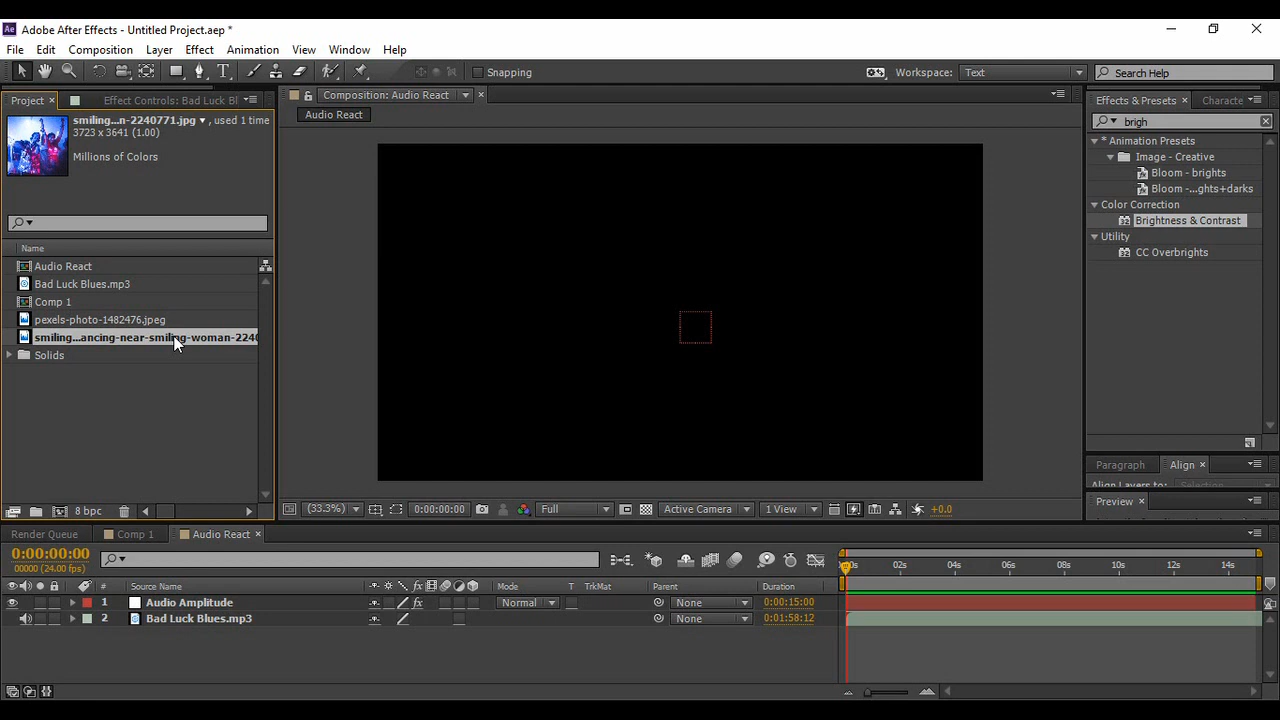 Adobe After Effects - Untitled Project.aep *
File Edit Composition Layer Effect Animation View Window Help
Snapping Workspace: Text Search Help
Project × Effect Controls: Bad Luck Bl
Composition: Audio React ×
Effects & Presets × Characte
smiling...n-2240771.jpg , used 1 time
3723 x 3641 (1.00)
Millions of Colors
Audio React
brigh
* Animation Presets
Image - Creative
Bloom - brights
Bloom -...ghts+darks
Color Correction
Brightness & Contrast
Utility
CC Overbrights
Name
Audio React
Bad Luck Blues.mp3
Comp 1
pexels-photo-1482476.jpeg
smiling...ancing-near-smiling-woman-2240
Solids
Paragraph Align ×
Align Layers to:
Preview ×
8 bpc
(33.3%) 0:00:00:00 Full Active Camera 1 View +0.0
Render Queue Comp 1 Audio React ×
0:00:00:00
00000 (24.00 fps)
02s 04s 06s 08s 10s 12s 14s
# Source Name Mode T TrkMat Parent Duration
1 Audio Amplitude fx Normal None 0:00:15:00
2 Bad Luck Blues.mp3 None 0:01:58:12